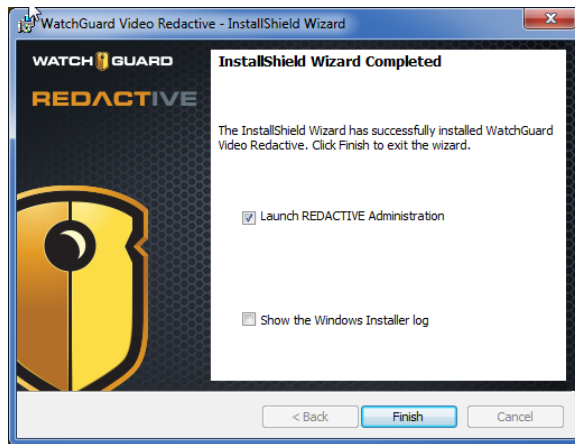 WatchGuard Video Redactive - InstallShield Wizard
WATCH GUARD
REDACTIVE
InstallShield Wizard Completed
The InstallShield Wizard has successfully installed WatchGuard
Video Redactive. Click Finish to exit the wizard.
Launch REDACTIVE Administration
Show the Windows Installer log
< Back
Finish
Cancel